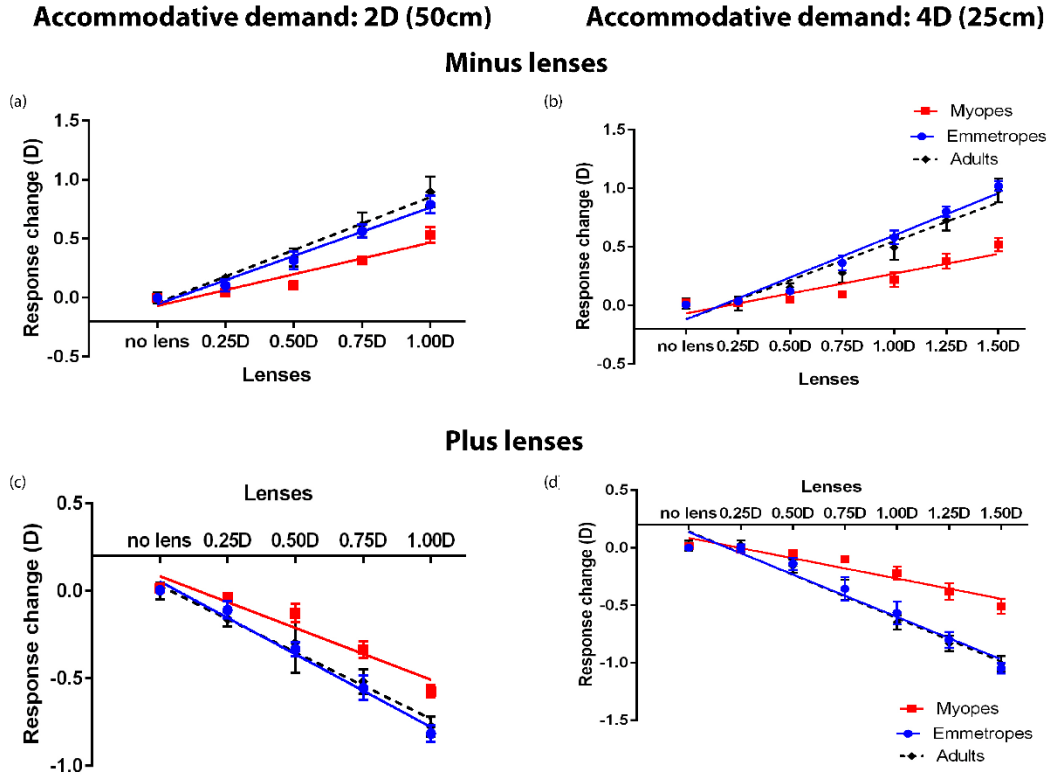 Accommodative demand: 2D (50cm)
Accommodative demand: 4D (25cm)
Minus lenses
(a)
Response change (D)
1.5
1.0
0.5
0.0
-0.5
no lens 0.25D 0.50D 0.75D 1.00D
Lenses
(b)
Myopes
Emmetropes
Adults
Response change (D)
1.5
1.0
0.5
0.0
-0.5
no lens 0.25D 0.50D 0.75D 1.00D 1.25D 1.50D
Lenses
Plus lenses
(c)
Lenses
no lens 0.25D 0.50D 0.75D 1.00D
Response change (D)
0.5
0.0
-0.5
-1.0
(d)
Lenses
no lens 0.25D 0.50D 0.75D 1.00D 1.25D 1.50D
Response change (D)
0.5
0.0
-0.5
-1.0
-1.5
Myopes
Emmetropes
Adults